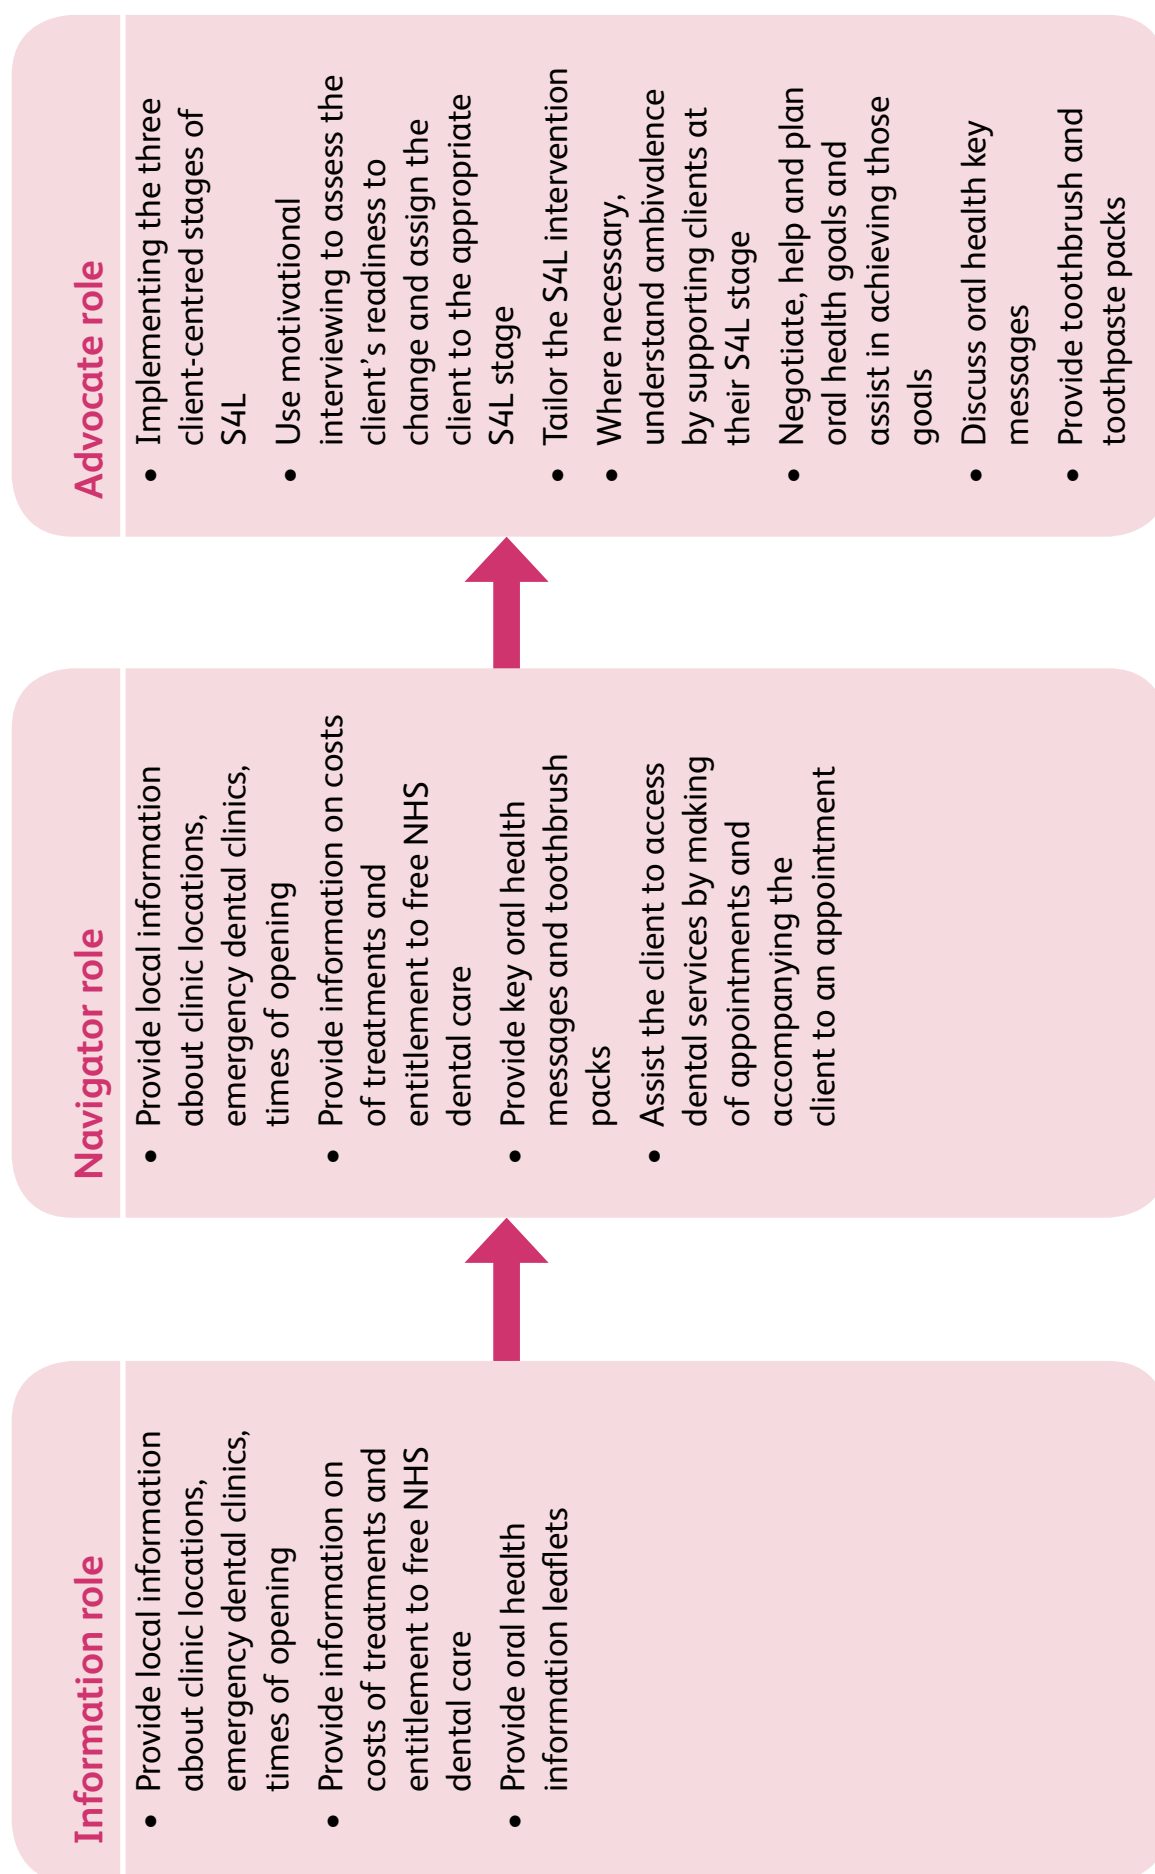 Information role
• Provide local information
about clinic locations,
emergency dental clinics,
times of opening
• Provide information on
costs of treatments and
entitlement to free NHS
dental care
• Provide oral health
information leaflets
Navigator role
• Provide local information
about clinic locations,
emergency dental clinics,
times of opening
• Provide information on costs
of treatments and
entitlement to free NHS
dental care
• Provide key oral health
messages and toothbrush
packs
• Assist the client to access
dental services by making
of appointments and
accompanying the
client to an appointment
Advocate role
• Implementing the three
client-centred stages of
S4L
• Use motivational
interviewing to assess the
client's readiness to
change and assign the
client to the appropriate
S4L stage
• Tailor the S4L intervention
• Where necessary,
understand ambivalence
by supporting clients at
their S4L stage
• Negotiate, help and plan
oral health goals and
assist in achieving those
goals
• Discuss oral health key
messages
• Provide toothbrush and
toothpaste packs